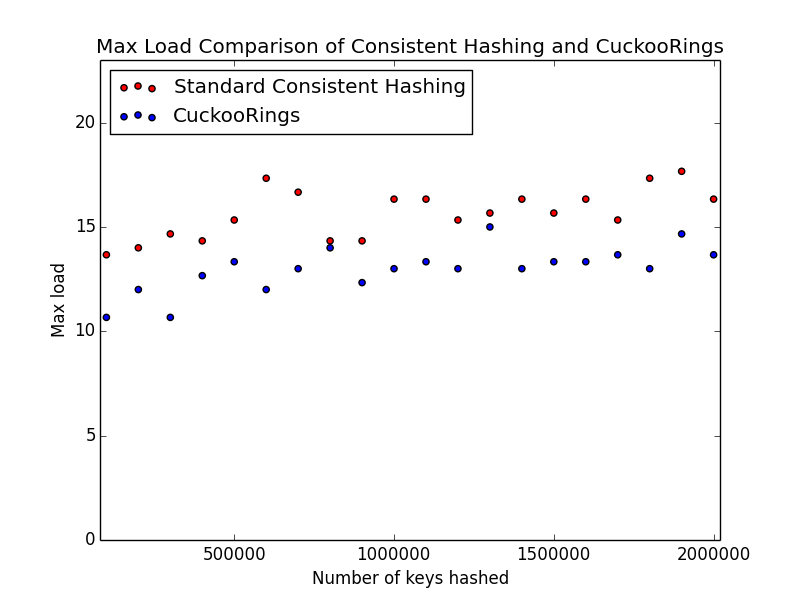 Max Load Comparison of Consistent Hashing and CuckooRings
Standard Consistent Hashing
CuckooRings
20
15
10
5
0
Max load
500000 1000000 1500000 2000000
Number of keys hashed